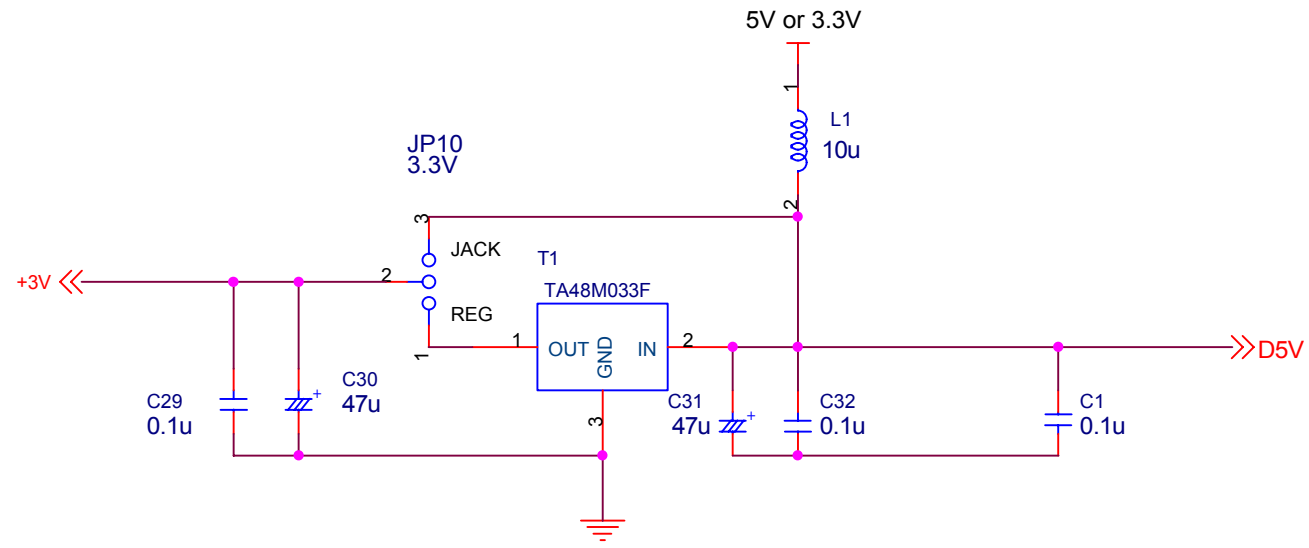 5V or 3.3V
1
L1
10u
2
JP10
3.3V
3
JACK
+3V
2
REG
1
T1
TA48M033F
1
OUT
GND
IN
2
3
D5V
C29
0.1u
C30
+
47u
C31
+
47u
C32
0.1u
C1
0.1u